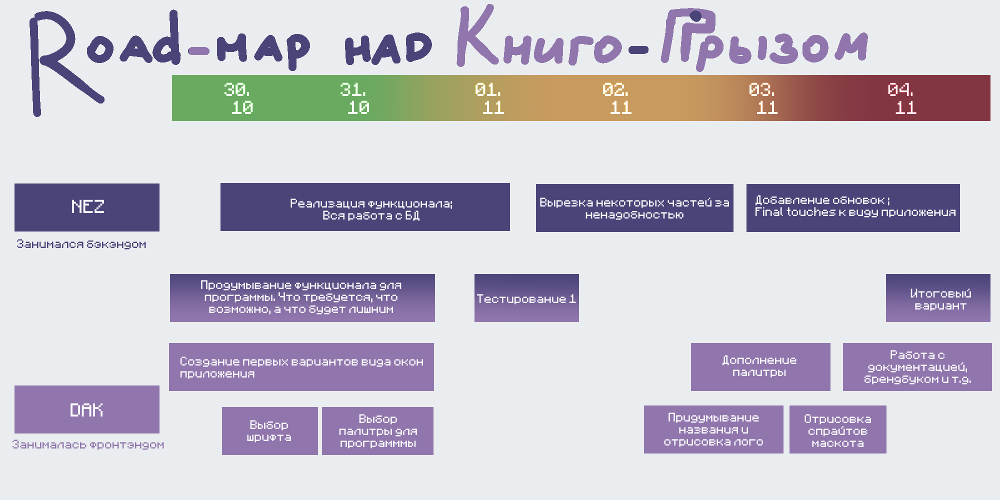 Road-map над Книго-Грызом
30.10
31.10
01.11
02.11
03.11
04.11
NEZ
Занимался бэкэндом
Реализация функционала;
Вся работа с БД
Вырезка некоторых частей за
ненадобностью
Добавление обновок ;
Final touches к виду приложения
Продумывание функционала для
программы. Что требуется, что
возможно, а что будет лишним
Тестирование 1
Итоговый
вариант
Создание первых вариантов вида окон
приложения
Дополнение
палитры
Работа с
документацией,
брендбуком и т.д.
DAK
Занималась фронтэндом
Выбор
шрифта
Выбор
палитры для
программмы
Придумывание
названия и
отрисовка лого
Отрисовка
спрайтов
маскота